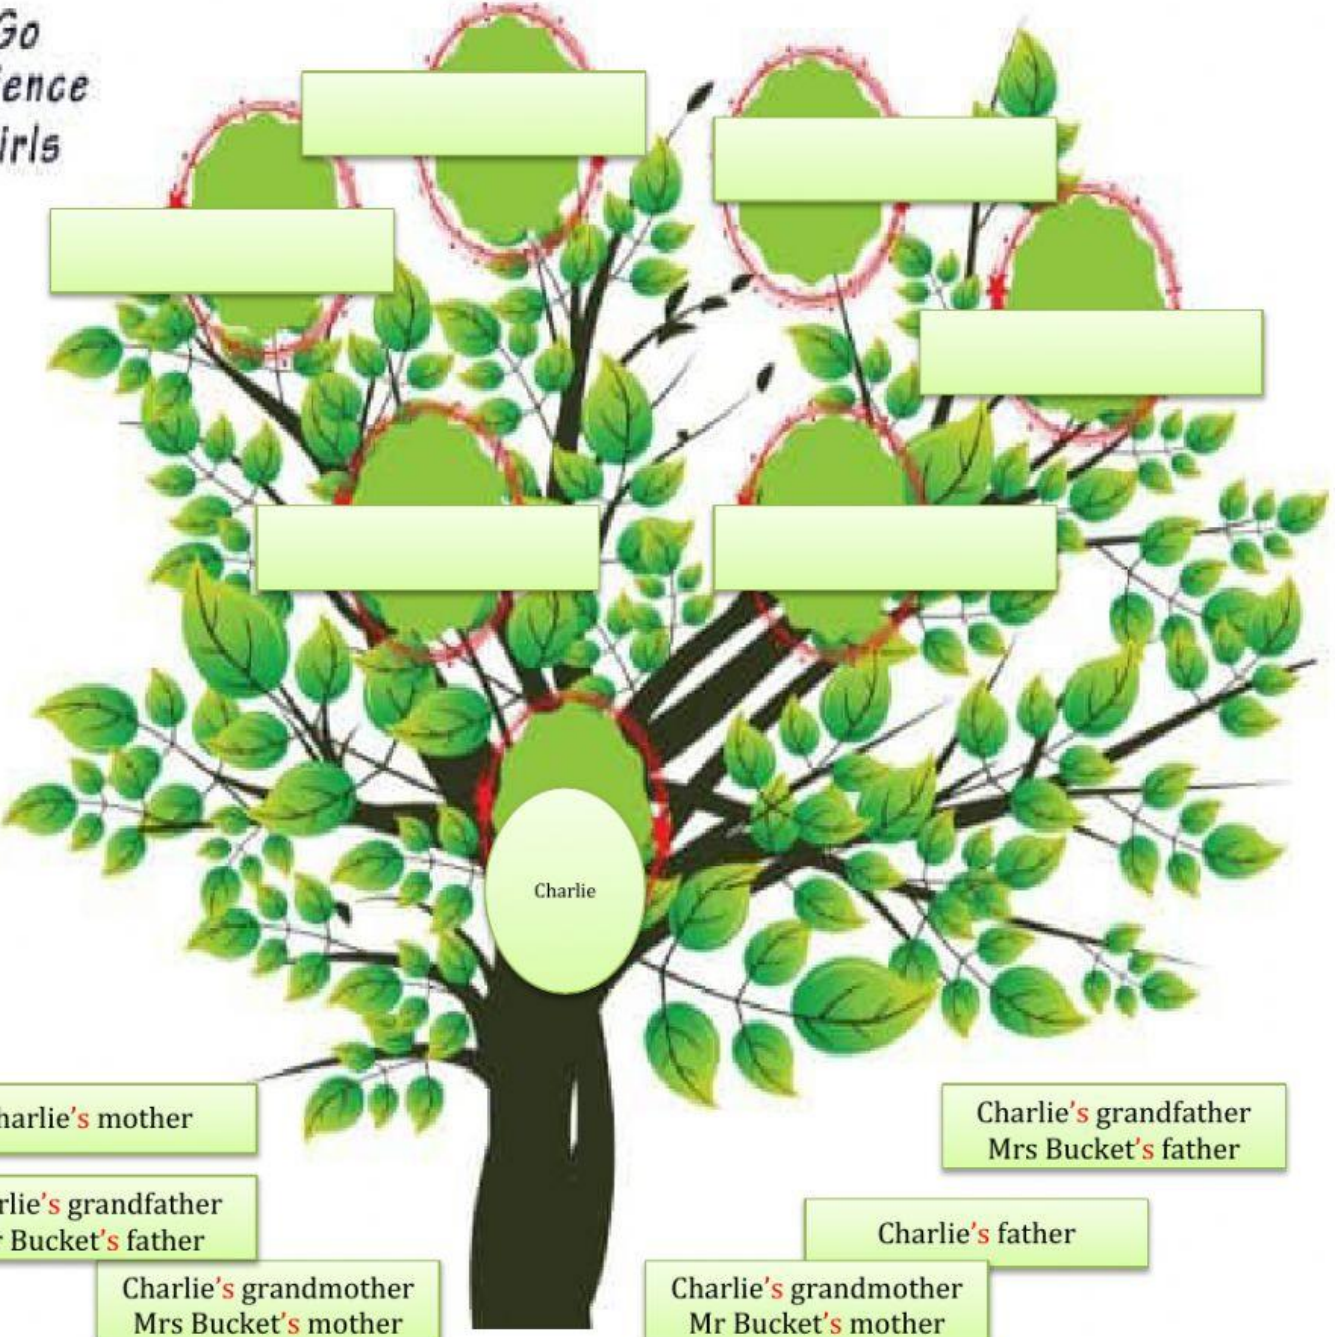 Go
ence
irls
Charlie
harlie's mother
rlie's grandfather
r Bucket's father
Charlie's grandmother
Mrs Bucket's mother
Charlie's grandfather
Mrs Bucket's father
Charlie's father
Charlie's grandmother
Mr Bucket's mother